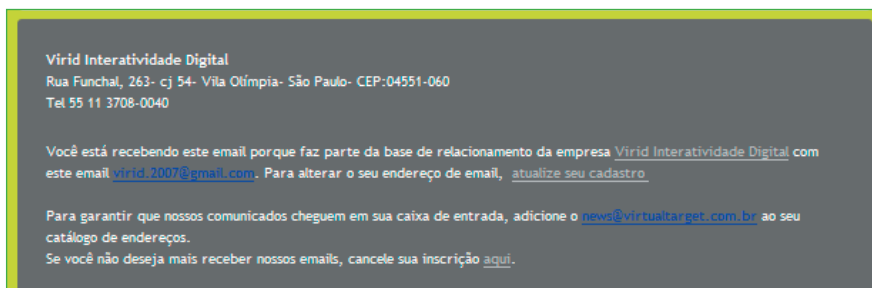 Virid Interatividade Digital
Rua Funchal, 263- cj 54- Vila Olímpia- São Paulo- CEP:04551-060
Tel 55 11 3708-0040
Você está recebendo este email porque faz parte da base de relacionamento da empresa Virid Interatividade Digital com
este email virid.2007@gmail.com. Para alterar o seu endereço de email, atualize seu cadastro
Para garantir que nossos comunicados cheguem em sua caixa de entrada, adicione o news@virtualtarget.com.br ao seu
catálogo de endereços.
Se você não deseja mais receber nossos emails, cancele sua inscrição aqui.